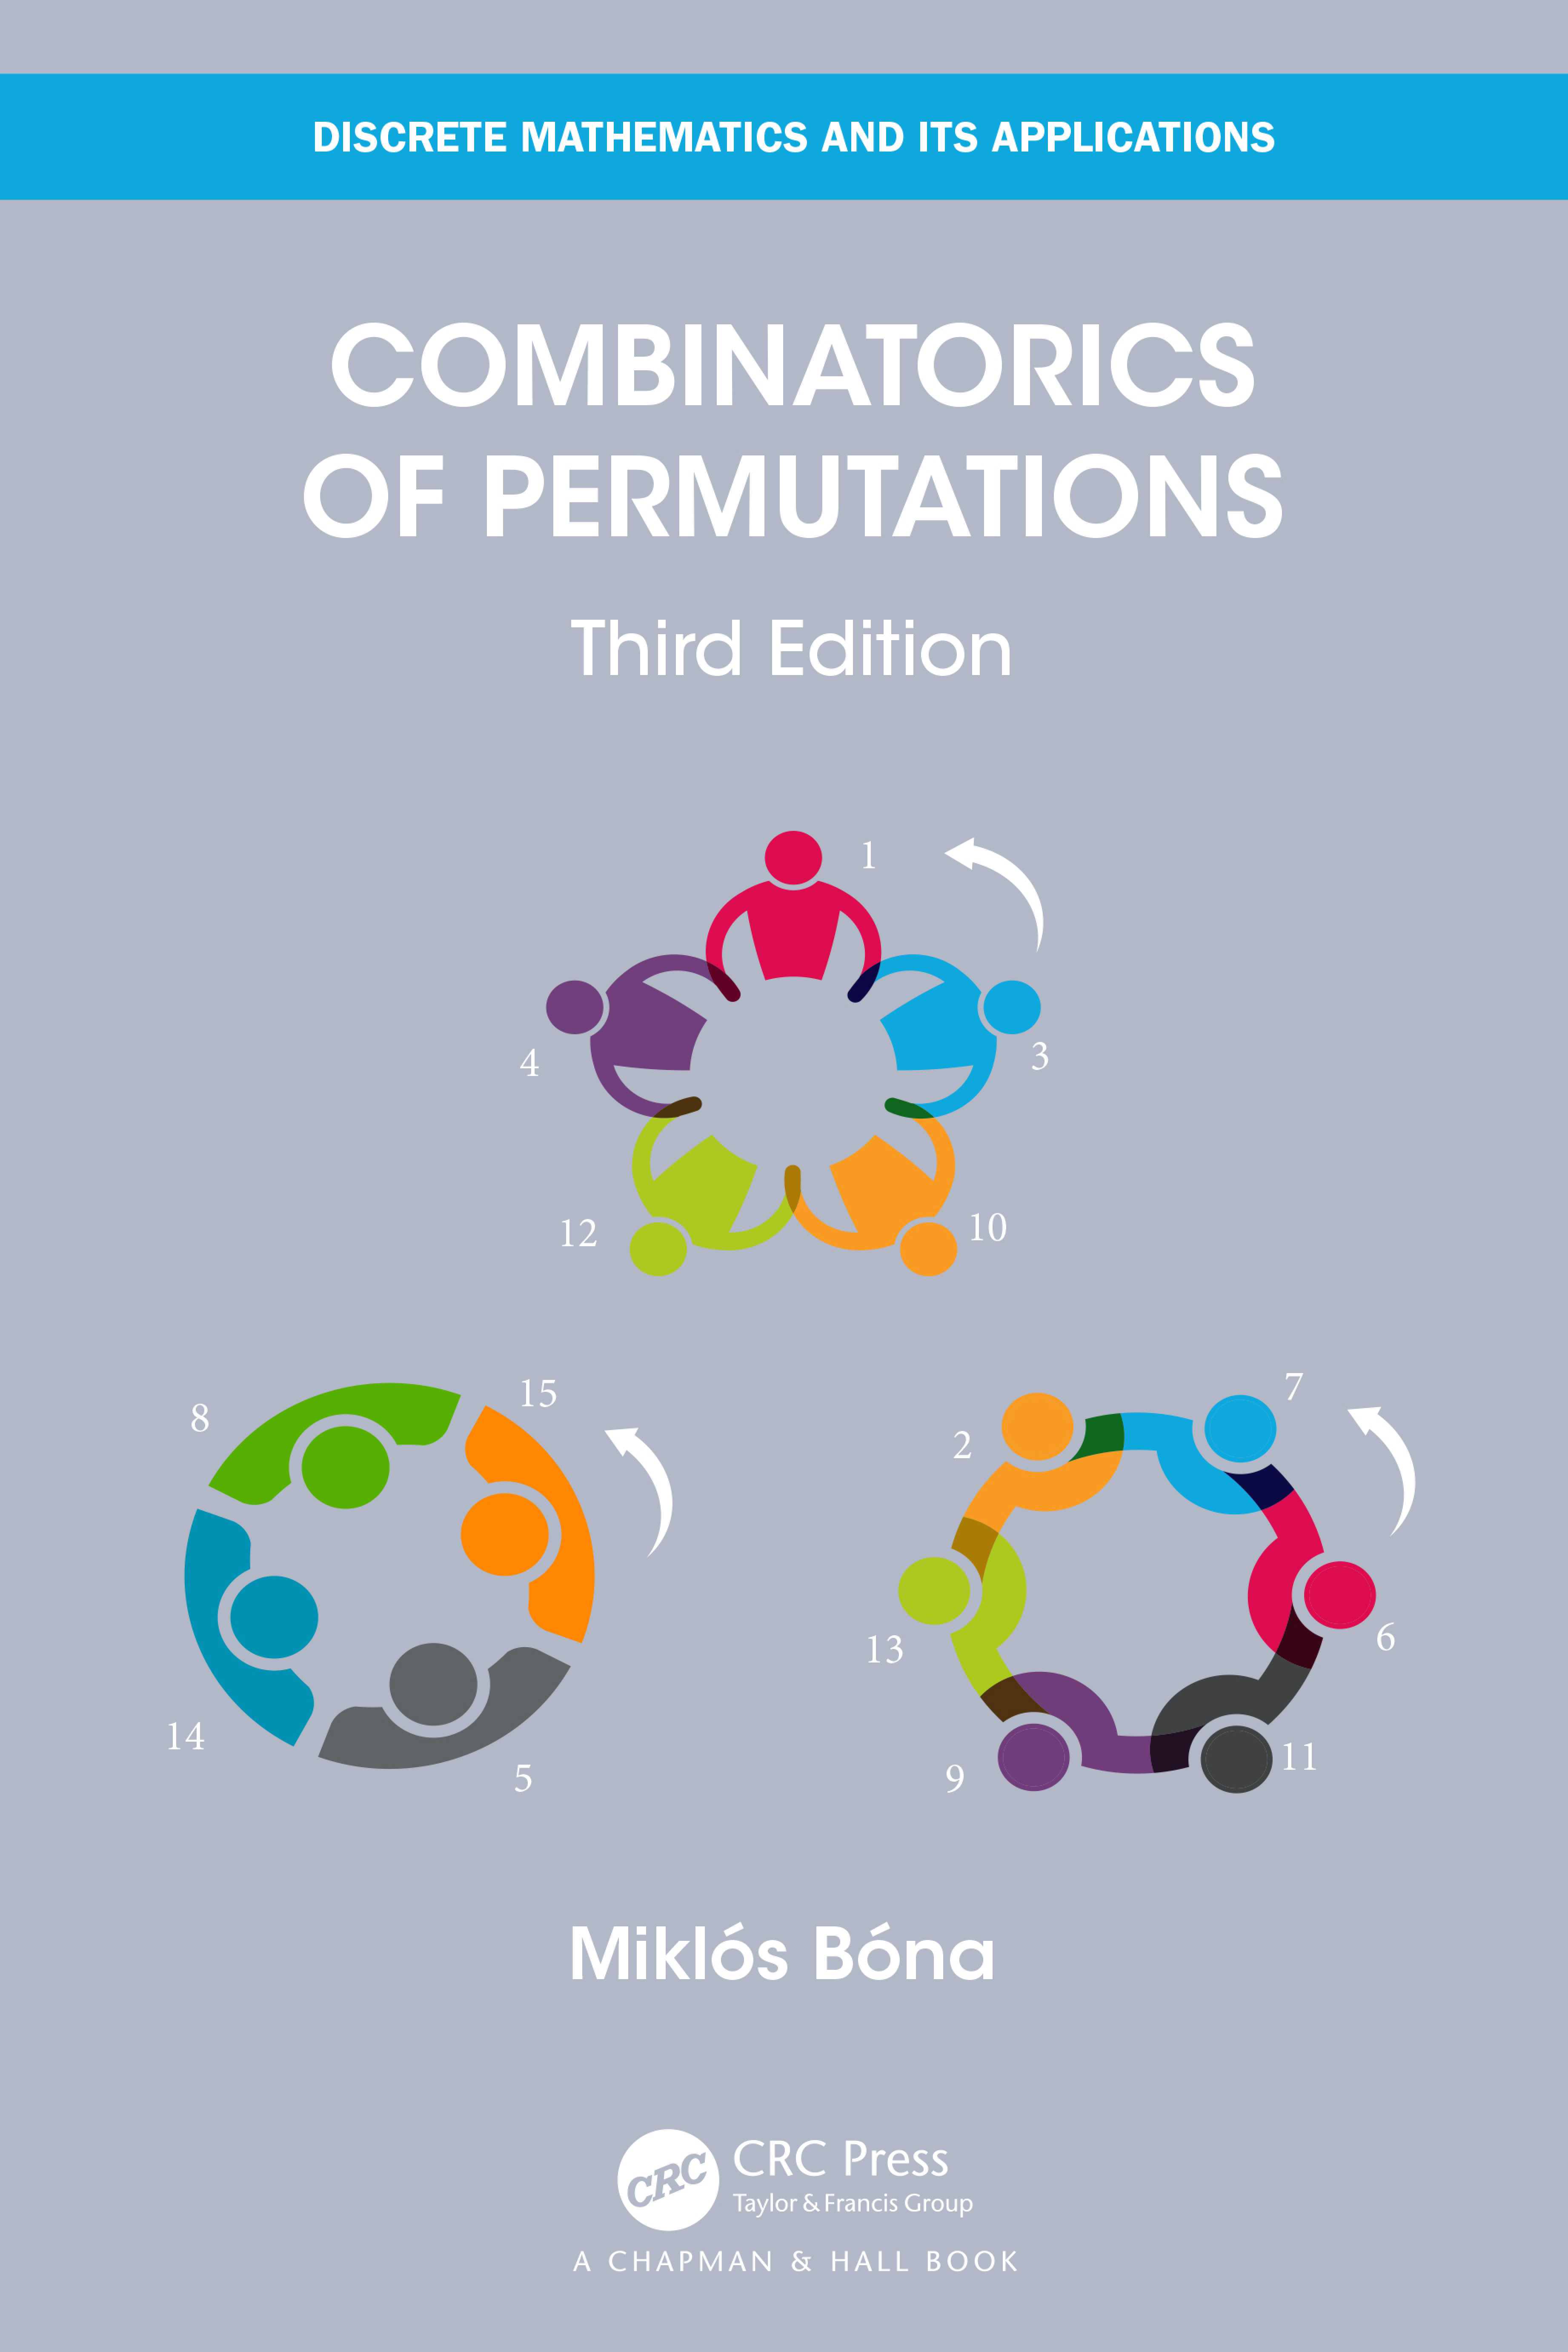 DISCRETE MATHEMATICS AND ITS APPLICATIONS
COMBINATORICS
OF PERMUTATIONS
Third Edition
1
4
3
12
10
8
15
14
5
2
7
13
6
9
11
Miklós Bóna
CRC
CRC Press
Taylor & Francis Group
A CHAPMAN & HALL BOOK